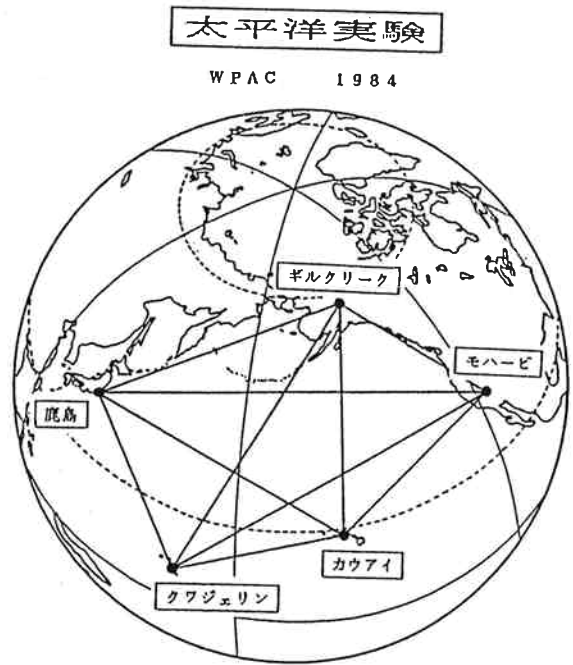 太平洋実験
WPAC 1984
ギルクリーク
モハービ
鹿島
カウアイ
クワジェリン